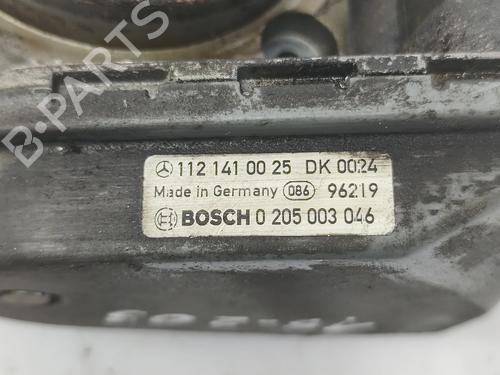 B-PARTS
112 141 00 25 DK 0024
Made in Germany 086 96219
BOSCH 0 205 003 046